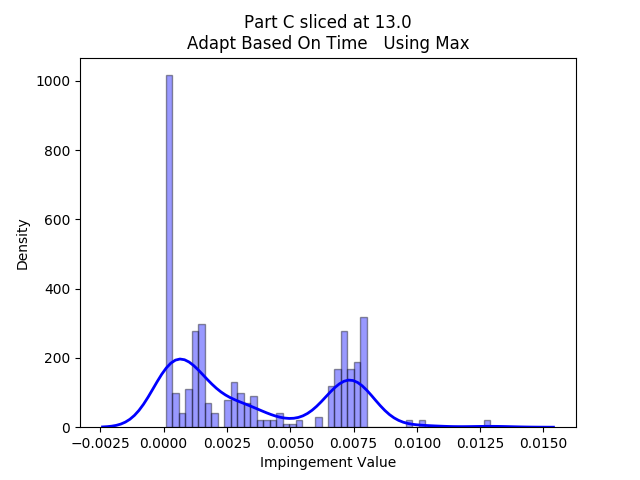 Part C sliced at 13.0
Adapt Based On Time   Using Max
1000
800
600
400
200
0
Density
−0.0025 0.0000 0.0025 0.0050 0.0075 0.0100 0.0125 0.0150
Impingement Value